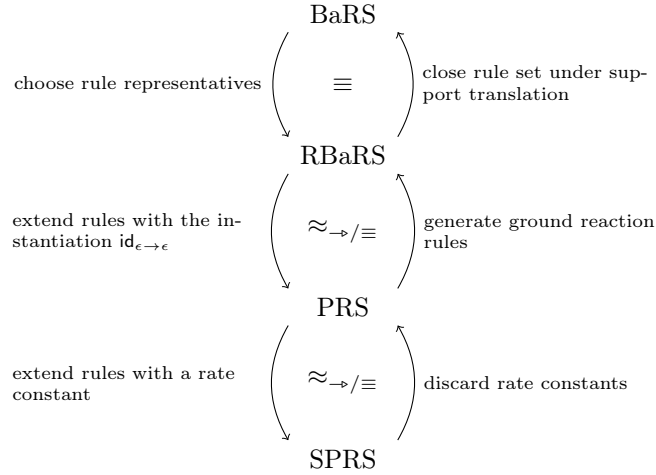 BaRS
choose rule representatives
≡
close rule set under sup-
port translation
RBaRS
extend rules with the in-
stantiation id_{ϵ→ϵ}
≈_{⇾/≡}
generate ground reaction
rules
PRS
extend rules with a rate
constant
≈_{⇾/≡}
discard rate constants
SPRS